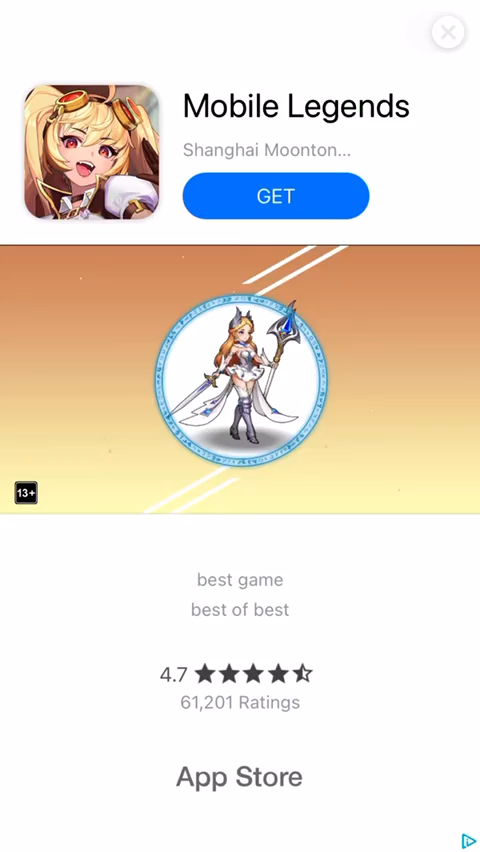 Mobile Legends
Shanghai Moonton...
GET
13+
best game
best of best
4.7
61,201 Ratings
App Store